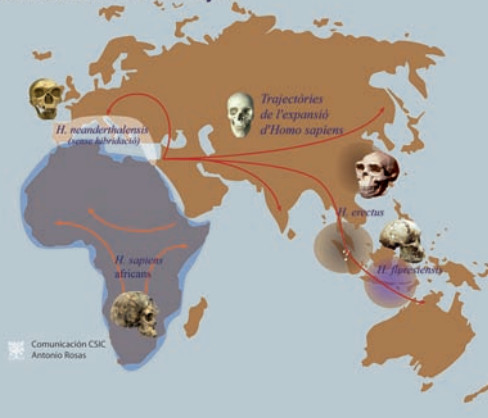 Trajectòries
de l'expansió
d'Homo sapiens
H. neanderthalensis
(sense hibridació)
H. erectus
H. floresiensis
H. sapiens
africans
Comunicación CSIC
Antonio Rosas